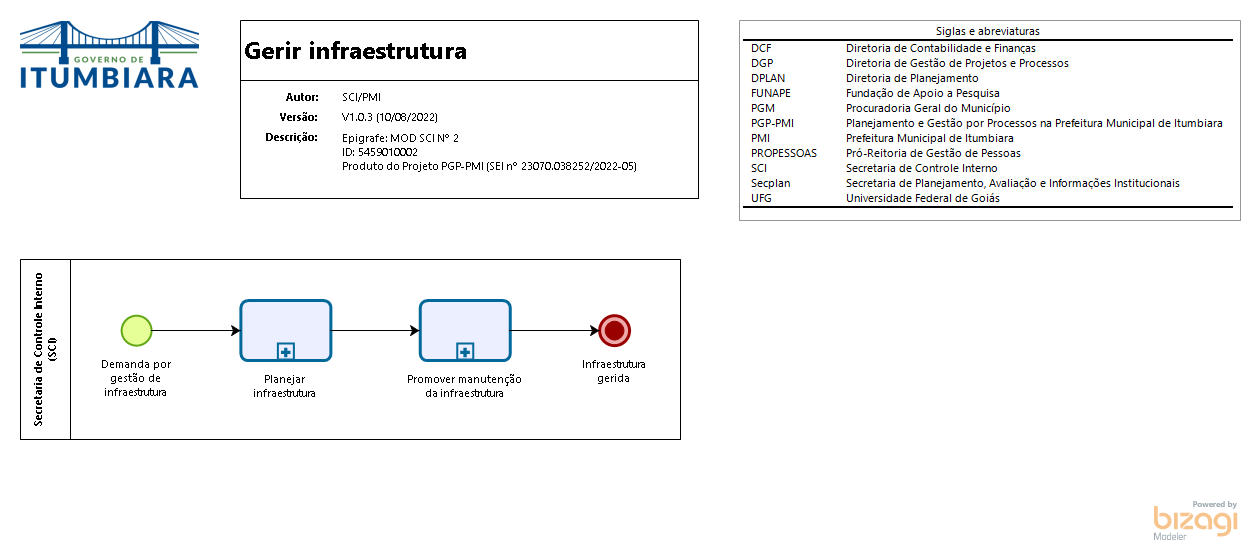 GOVERNO DE
ITUMBIARA
Gerir infraestrutura
Autor: SCI/PMI
Versão: V1.0.3 (10/08/2022)
Descrição: Epigrafe: MOD SCI Nº 2
ID: 5459010002
Produto do Projeto PGP-PMI (SEI nº 23070.038252/2022-05)
Siglas e abreviaturas
DCF Diretoria de Contabilidade e Finanças
DGP Diretoria de Gestão de Projetos e Processos
DPLAN Diretoria de Planejamento
FUNAPE Fundação de Apoio a Pesquisa
PGM Procuradoria Geral do Município
PGP-PMI Planejamento e Gestão por Processos na Prefeitura Municipal de Itumbiara
PMI Prefeitura Municipal de Itumbiara
PROPESSOAS Pró-Reitoria de Gestão de Pessoas
SCI Secretaria de Controle Interno
Secplan Secretaria de Planejamento, Avaliação e Informações Institucionais
UFG Universidade Federal de Goiás
Secretaria de Controle Interno
(SCI)
Demanda por
gestão de
infraestrutura
Planejar
infraestrutura
Promover manutenção
da infraestrutura
Infraestrutura
gerida
Powered by
bizagi
Modeler